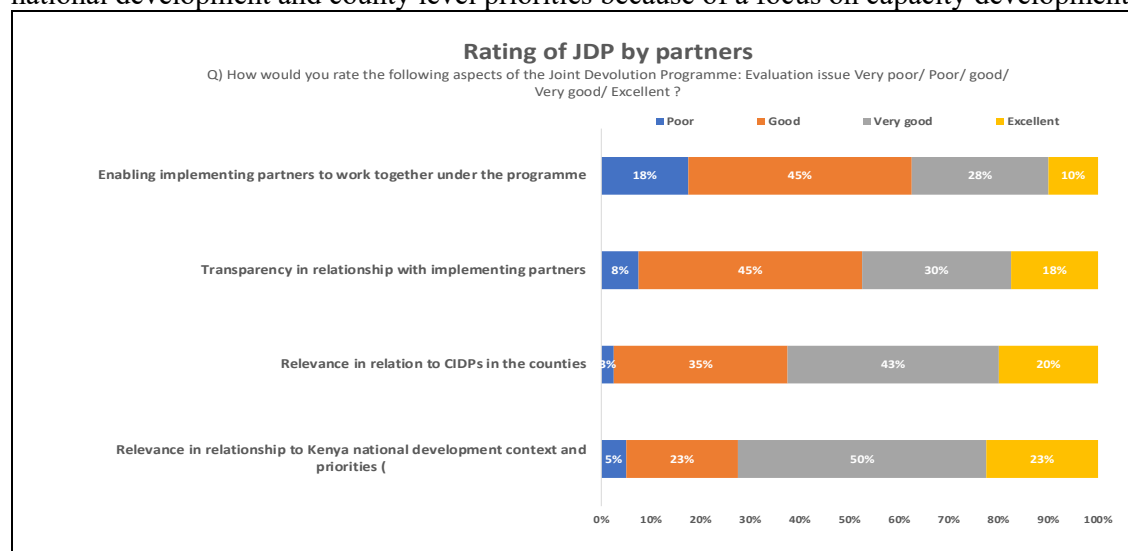 national development and county level priorities because of a focus on capacity development
Rating of JDP by partners
Q) How would you rate the following aspects of the Joint Devolution Programme: Evaluation issue Very poor/ Poor/ good/
Very good/ Excellent ?
Poor Good Very good Excellent
Enabling implementing partners to work together under the programme 18% 45% 28% 10%
Transparency in relationship with implementing partners 8% 45% 30% 18%
Relevance in relation to CIDPs in the counties 3% 35% 43% 20%
Relevance in relationship to Kenya national development context and
priorities ( 5% 23% 50% 23%
0% 10% 20% 30% 40% 50% 60% 70% 80% 90% 100%